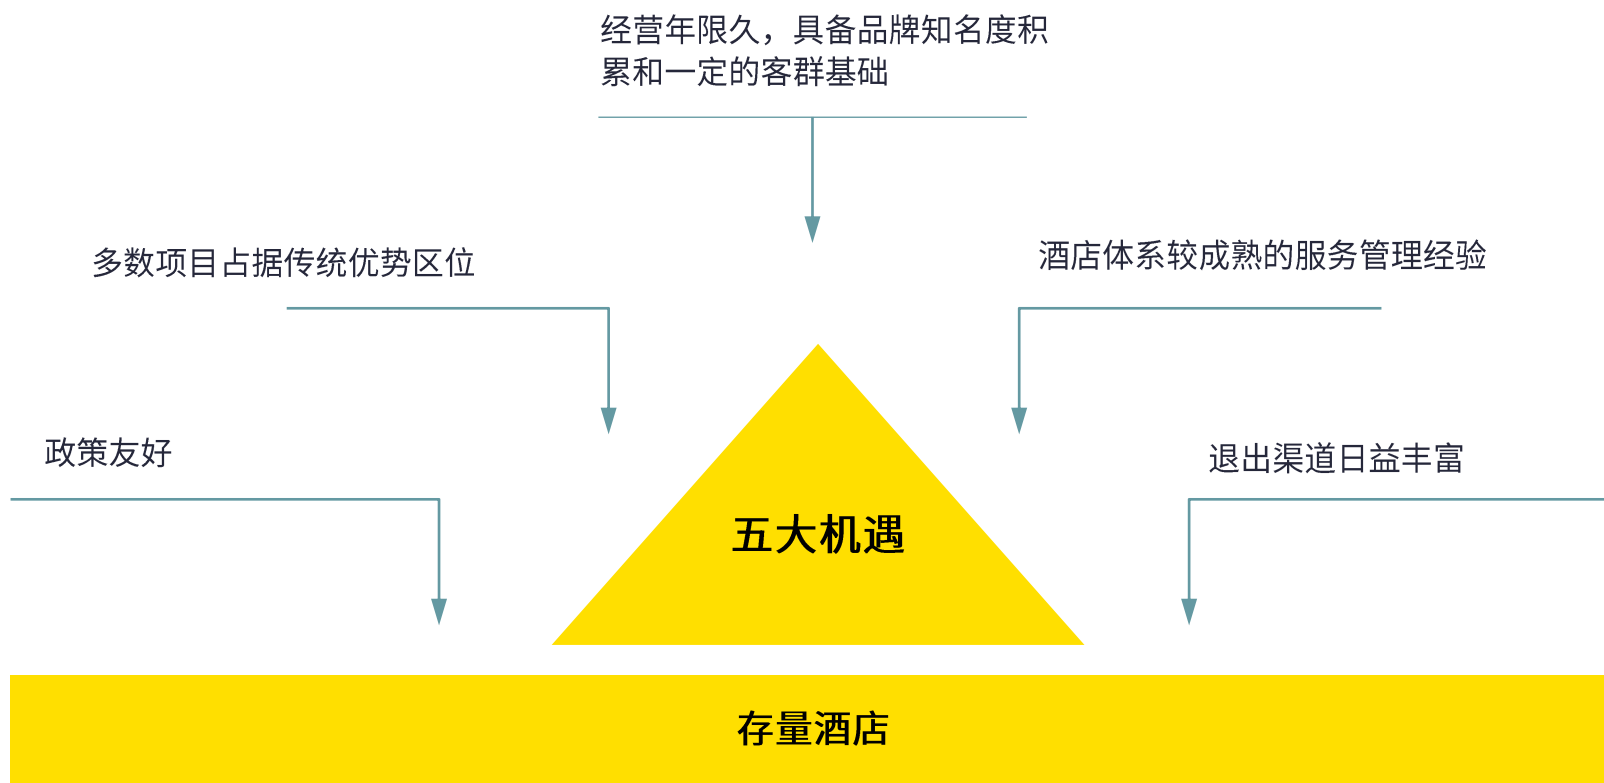 经营年限久，具备品牌知名度积
累和一定的客群基础
多数项目占据传统优势区位
酒店体系较成熟的服务管理经验
政策友好
退出渠道日益丰富
五大机遇
存量酒店